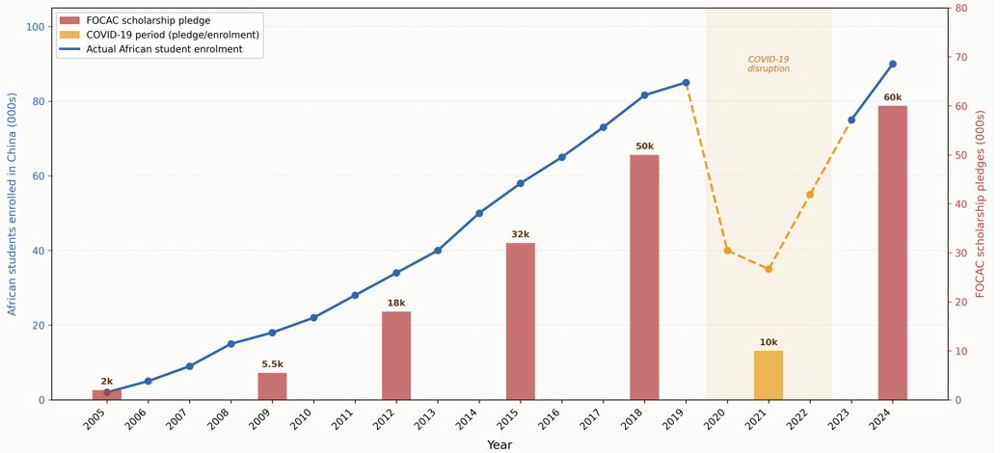 FOCAC scholarship pledge
COVID-19 period (pledge/enrolment)
Actual African student enrolment
COVID-19
disruption
African students enrolled in China (000s)
100
80
60
40
20
0
2k
5.5k
18k
32k
50k
10k
60k
80
70
60
50
40
30
20
10
0
FOCAC scholarship pledges (000s)
2005
2006
2007
2008
2009
2010
2011
2012
2013
2014
2015
2016
2017
2018
2019
2020
2021
2022
2023
2024
Year